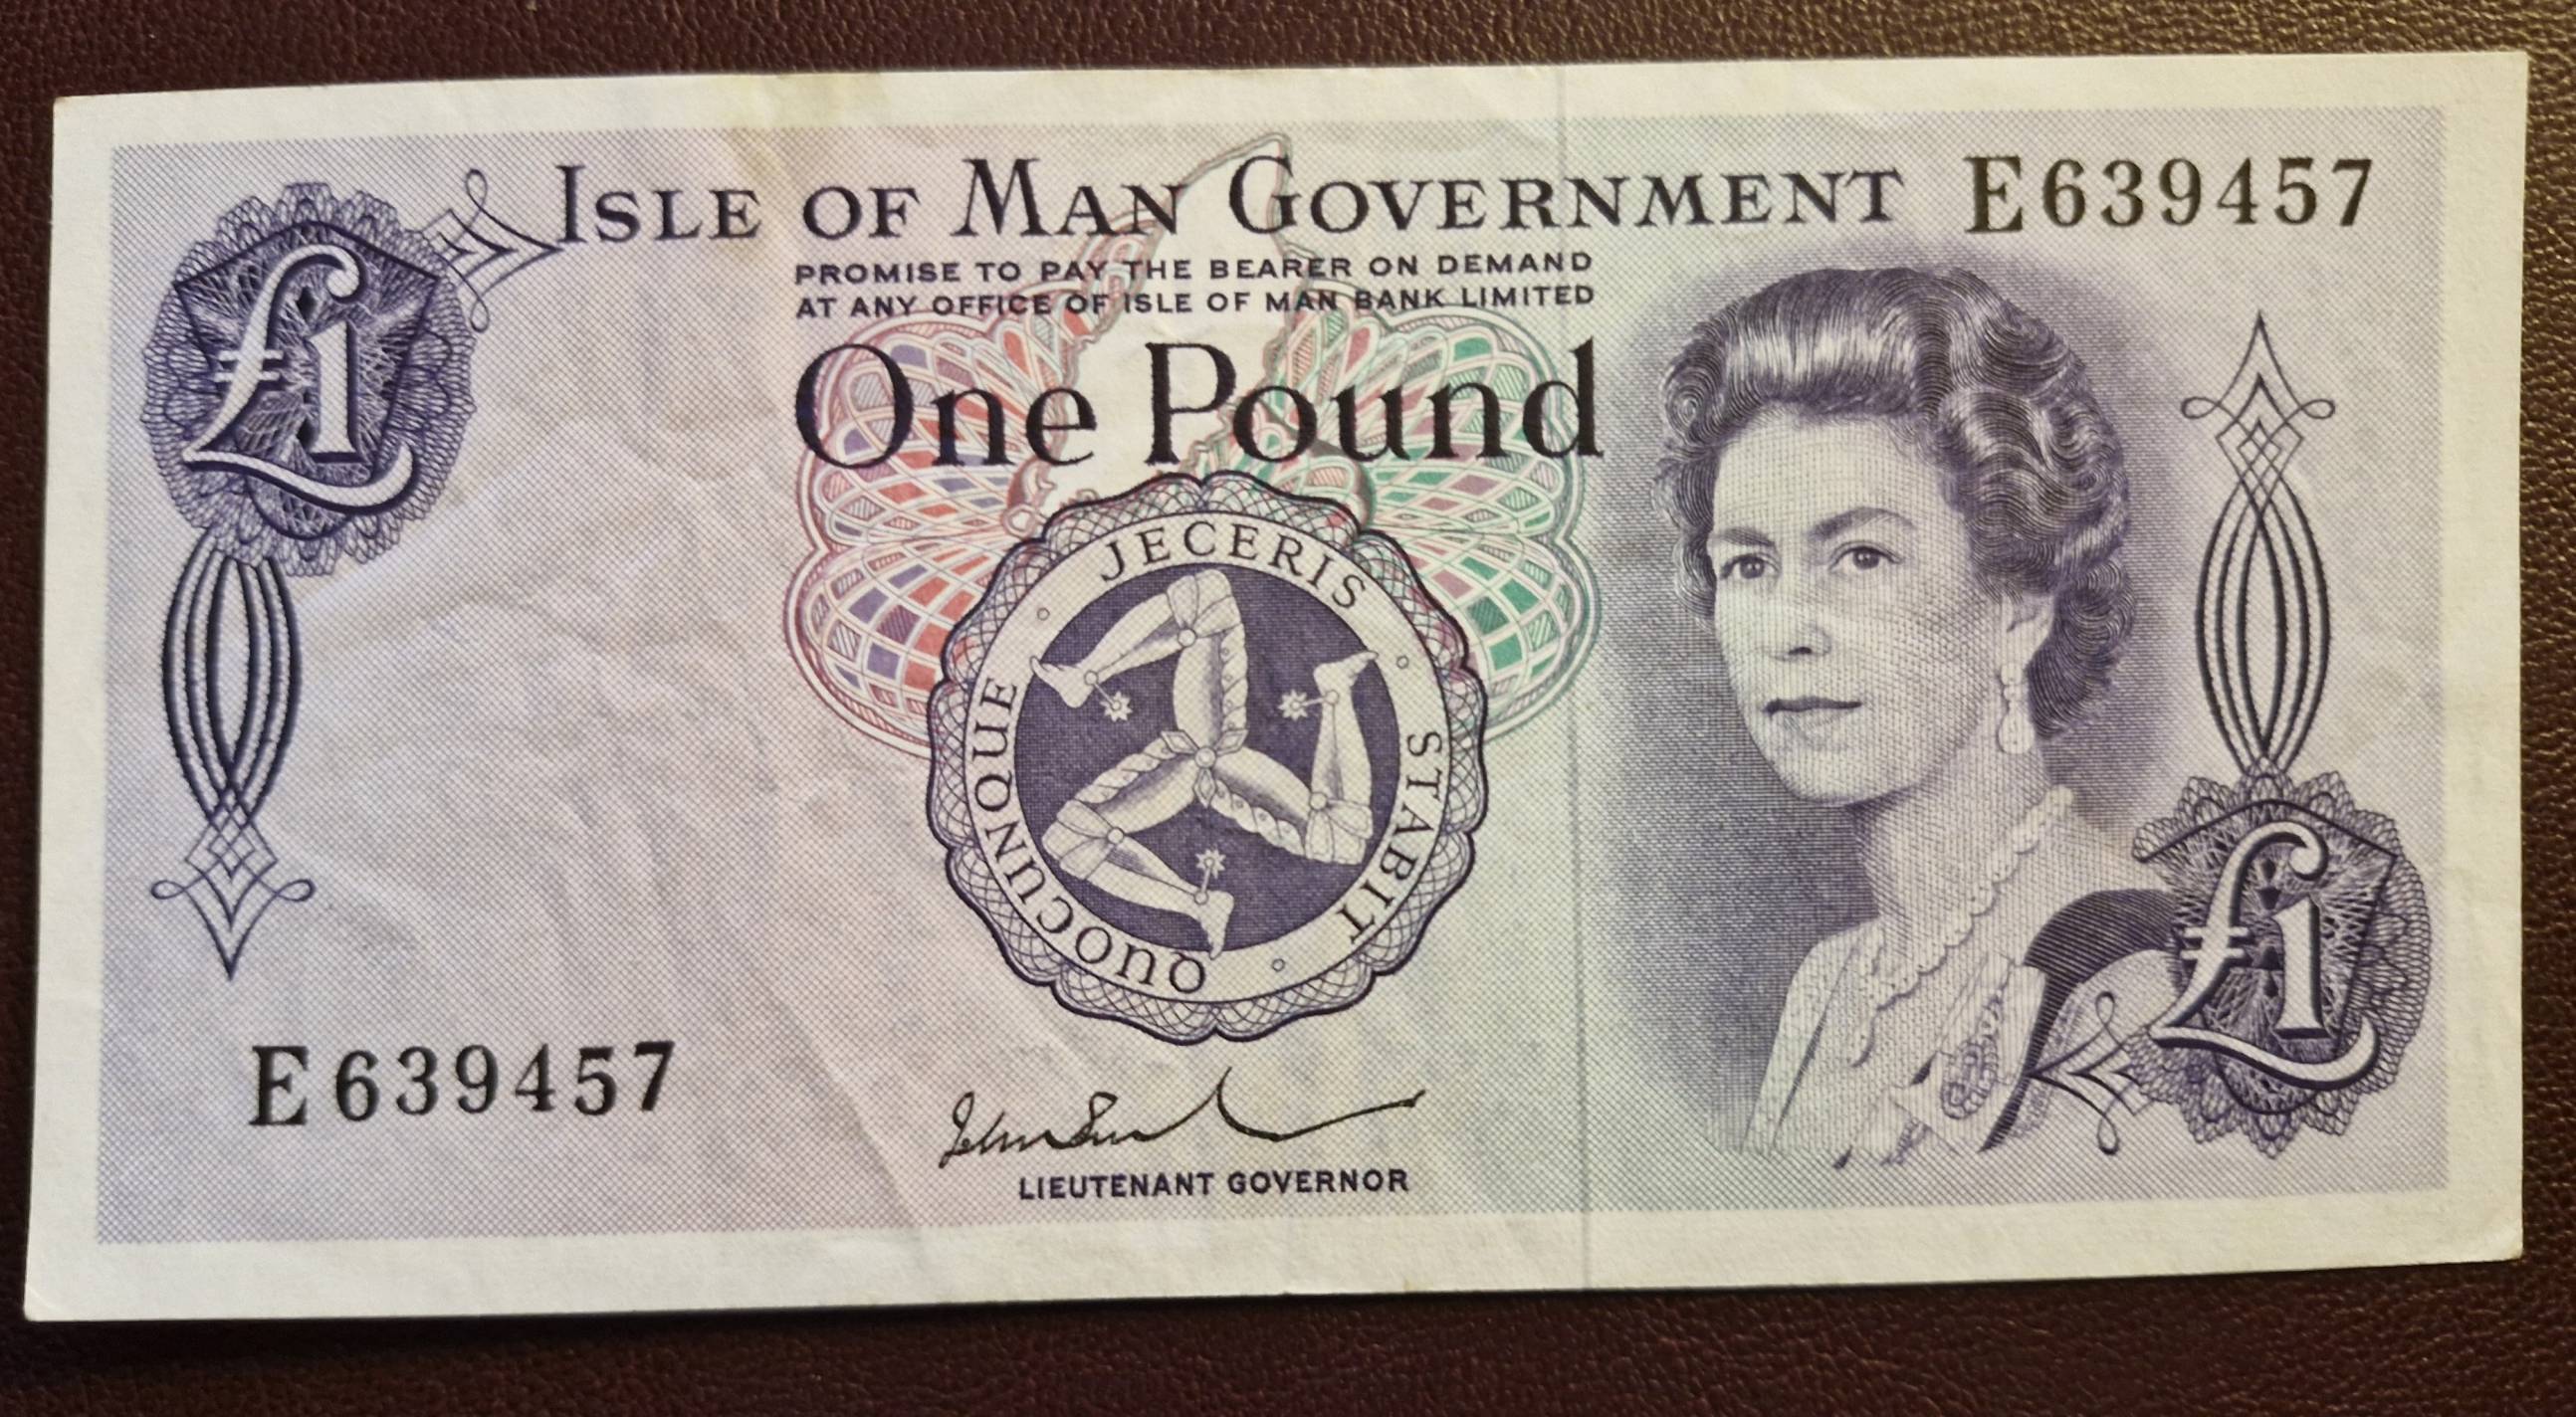 ISLE OF MAN GOVERNMENT E639457
PROMISE TO PAY THE BEARER ON DEMAND
AT ANY OFFICE OF ISLE OF MAN BANK LIMITED
£1
One Pound
QUOCUNQUE ° JECERIS ° STABIT °
£1
E639457
LIEUTENANT GOVERNOR